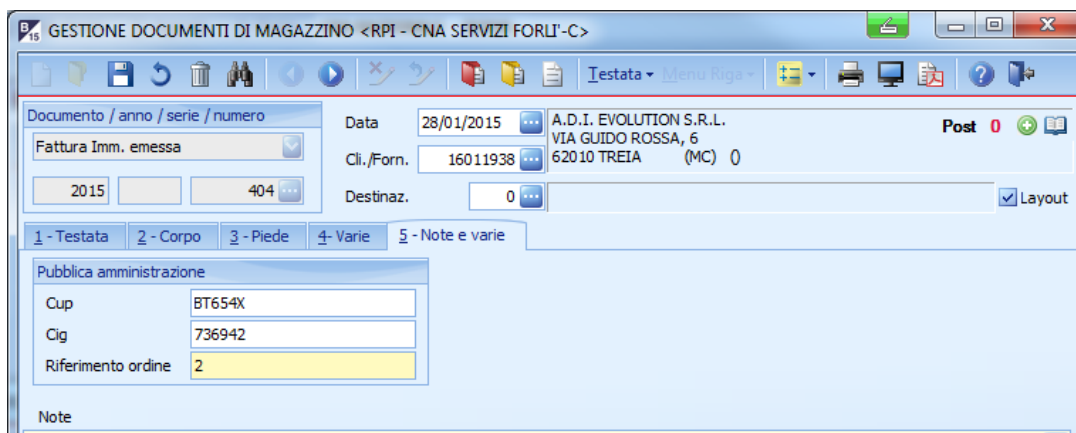 B 15 GESTIONE DOCUMENTI DI MAGAZZINO <RPI - CNA SERVIZI FORLI'-C>
Testata Menu Riga
Documento / anno / serie / numero
Fattura Imm. emessa
2015 404
Data 28/01/2015
Cli./Forn. 16011938
Destinaz. 0
A.D.I. EVOLUTION S.R.L.
VIA GUIDO ROSSA, 6
62010 TREIA (MC) ()
Post 0
Layout
1 - Testata 2 - Corpo 3 - Piede 4- Varie 5 - Note e varie
Pubblica amministrazione
Cup BT654X
Cig 736942
Riferimento ordine 2
Note